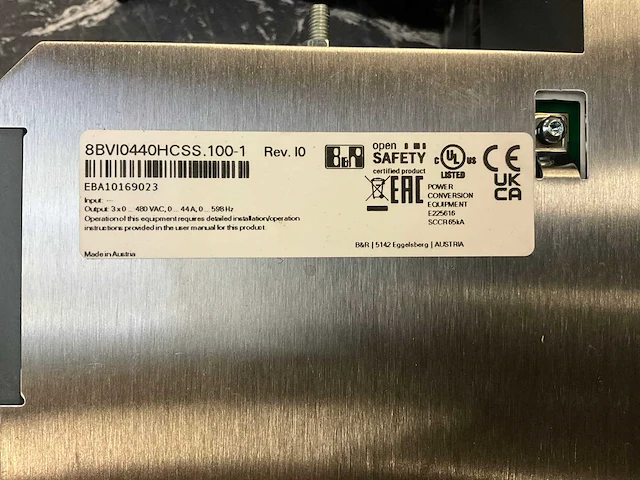 8BVI0440HCSS.100-1 Rev. I0
B&R
open
SAFETY
certified product
c UL us
LISTED
CE
UK
CA
EAC
EBA10169023
POWER
CONVERSION
EQUIPMENT
E225616
SCCR 65kA
Input: ---
Output: 3 x 0 ... 480 VAC, 0 ... 44 A, 0 ... 598 Hz
Operation of this equipment requires detailed installation/operation
instructions provided in the user manual for this product
Made in Austria
B&R | 5142 Eggelsberg | AUSTRIA